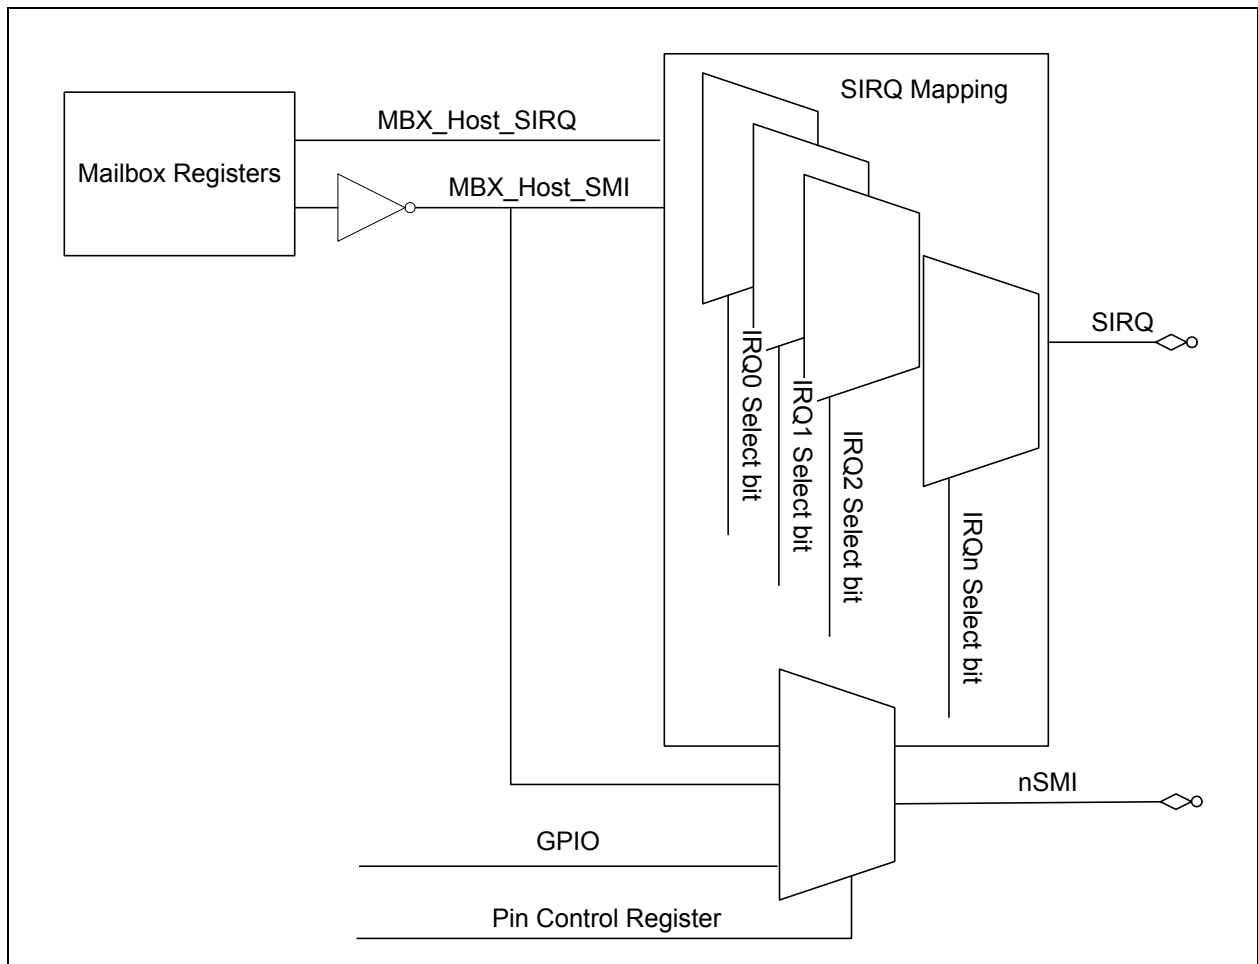 SIRQ Mapping
MBX_Host_SIRQ
Mailbox Registers
MBX_Host_SMI
SIRQ
IRQ0 Select bit
IRQ1 Select bit
IRQ2 Select bit
IRQn Select bit
nSMI
GPIO
Pin Control Register